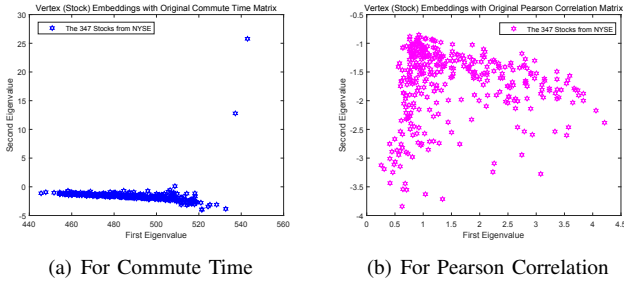 Vertex (Stock) Embeddings with Original Commute Time Matrix
30
25
20
15
10
5
0
-5
Second Eigenvalue
The 347 Stocks from NYSE
440 460 480 500 520 540 560
First Eigenvalue
(a) For Commute Time
Vertex (Stock) Embeddings with Original Pearson Correlation Matrix
-0.5
-1
-1.5
-2
-2.5
-3
-3.5
-4
Second Eigenvalue
The 347 Stocks from NYSE
0 0.5 1 1.5 2 2.5 3 3.5 4 4.5
First Eigenvalue
(b) For Pearson Correlation